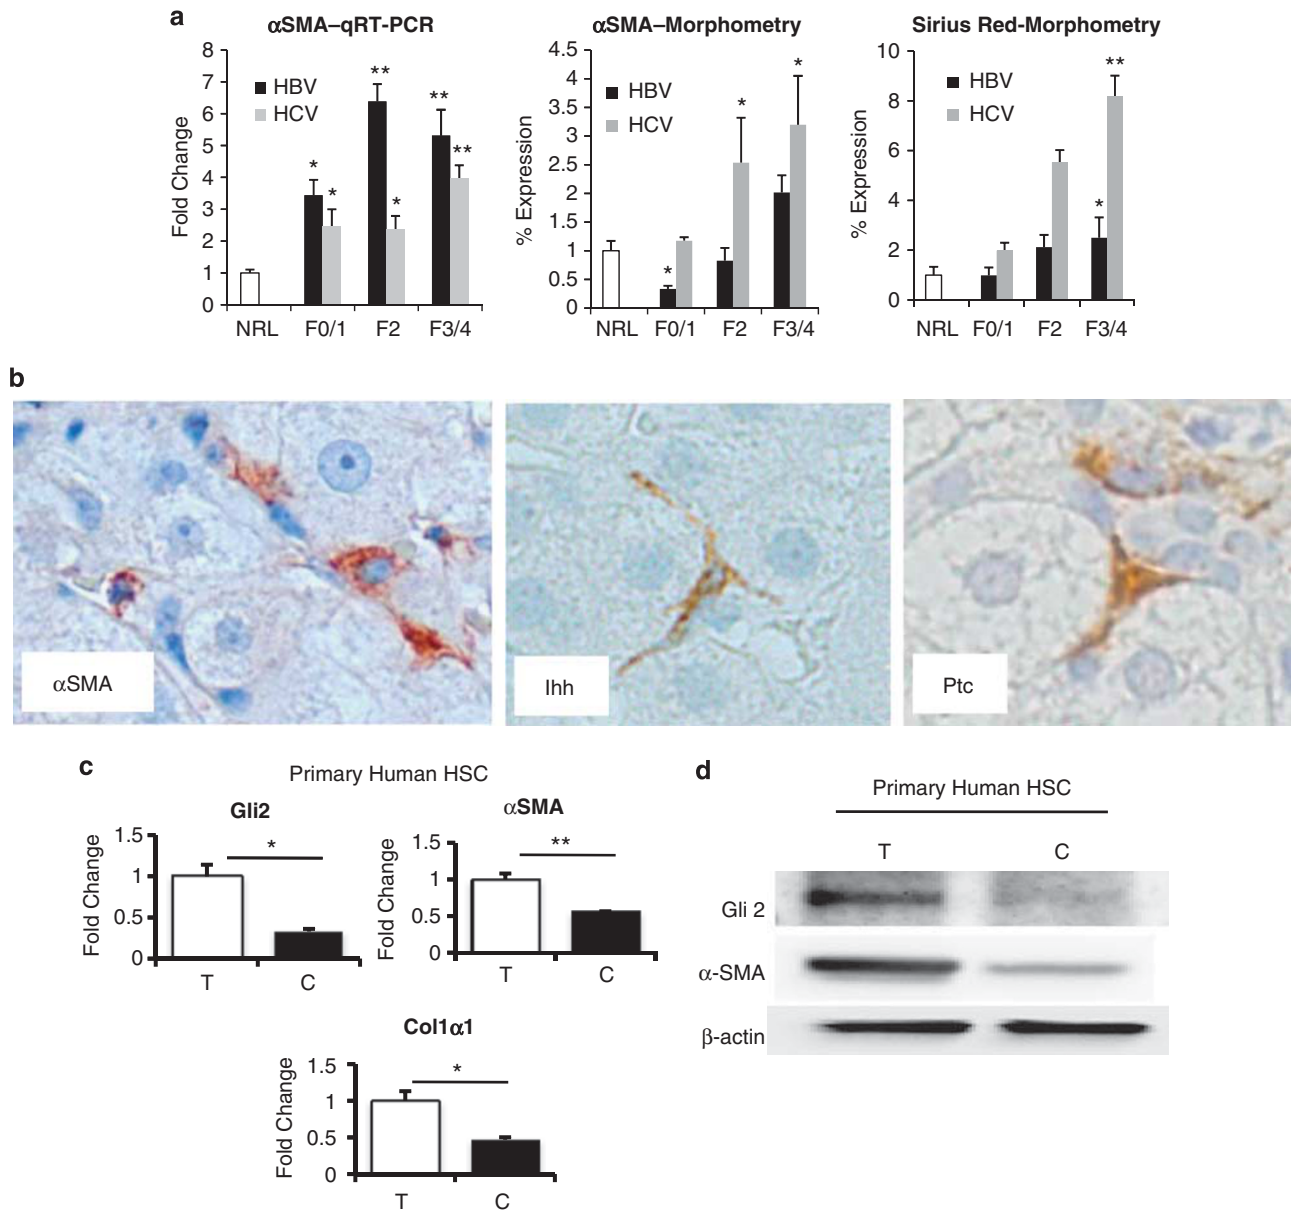 a
αSMA–qRT-PCR
Fold Change
8
7
6
5
4
3
2
1
0
HBV
HCV
*
*
**
*
**
**
NRL F0/1 F2 F3/4
αSMA–Morphometry
% Expression
4.5
4
3.5
3
2.5
2
1.5
1
0.5
0
HBV
HCV
*
*
*
NRL F0/1 F2 F3/4
Sirius Red-Morphometry
% Expression
10
8
6
4
2
0
HBV
HCV
*
**
NRL F0/1 F2 F3/4
b
αSMA
Ihh
Ptc
c
Primary Human HSC
Gli2
Fold Change
1.5
1
0.5
0
*
T C
αSMA
Fold Change
1.5
1
0.5
0
**
T C
Col1α1
Fold Change
1.5
1
0.5
0
*
T C
d
Primary Human HSC
T C
Gli 2
α-SMA
β-actin